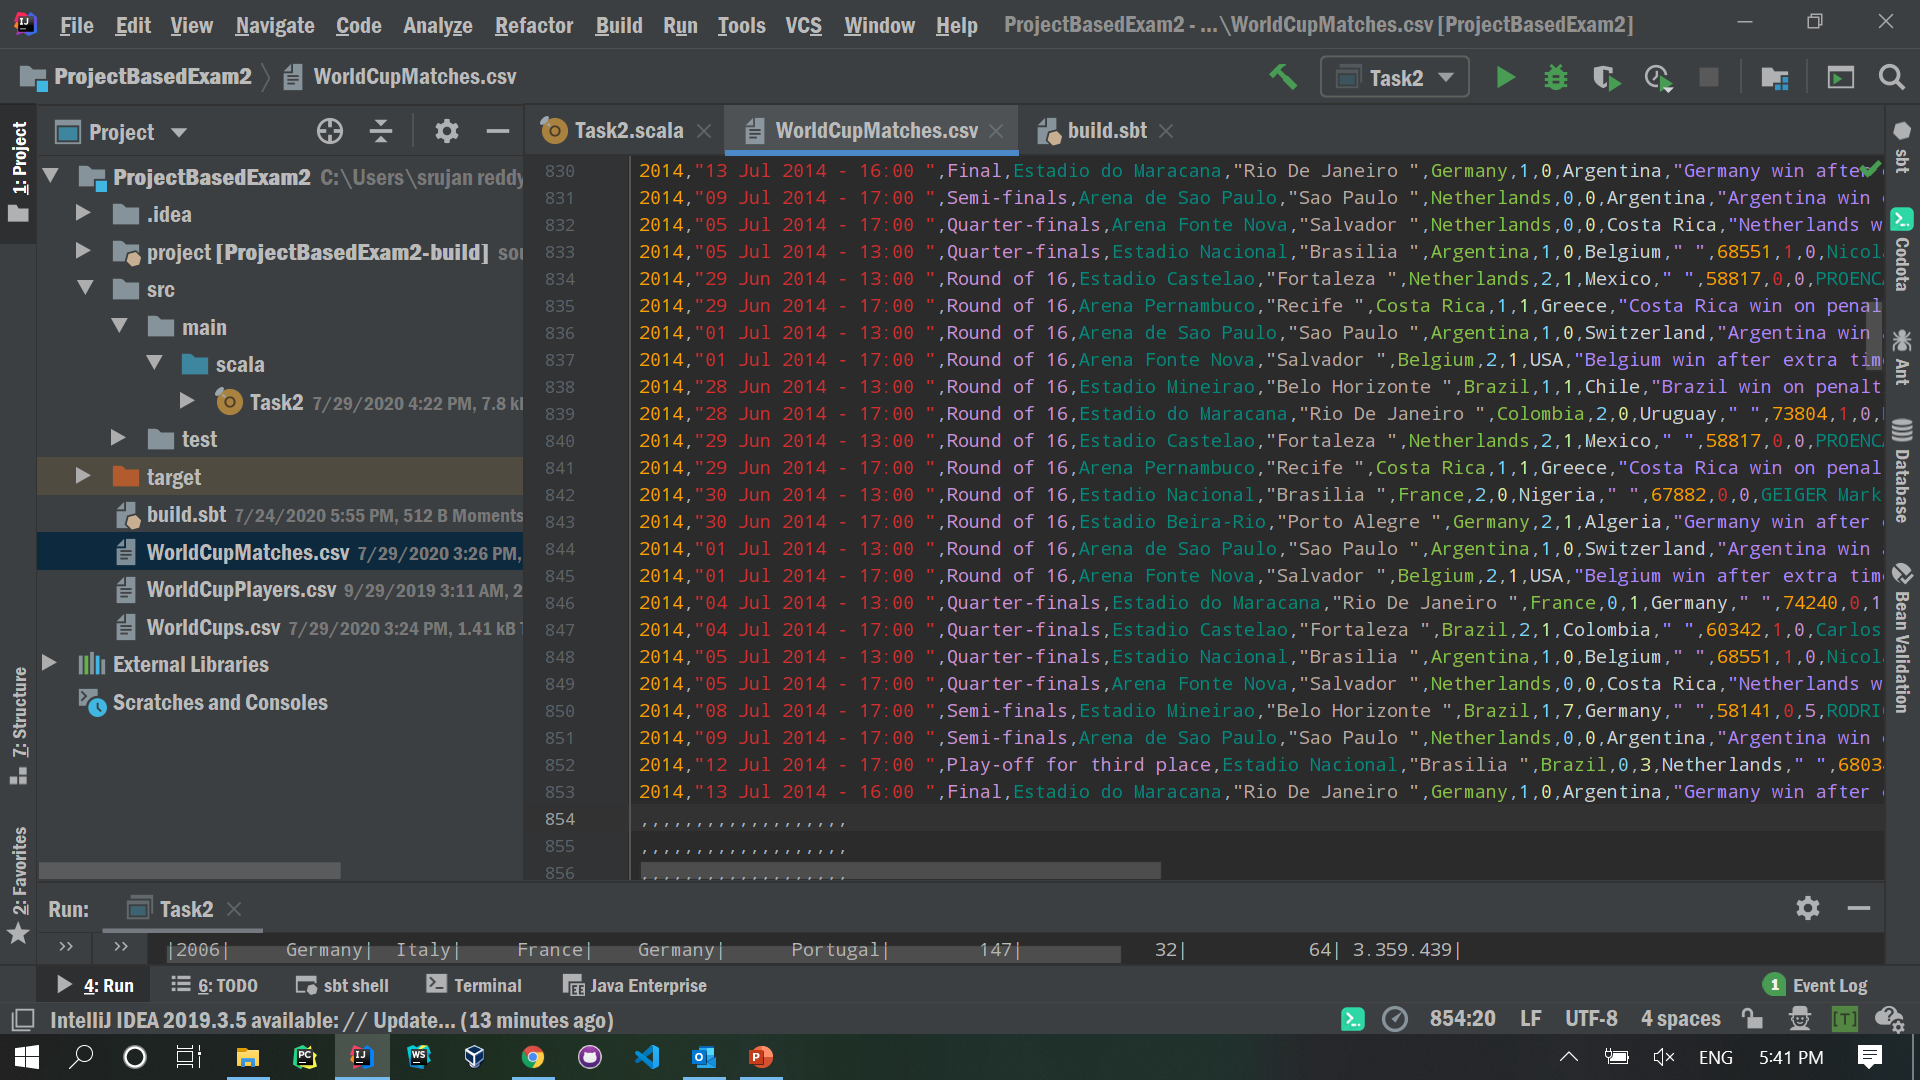 File Edit View Navigate Code Analyze Refactor Build Run Tools VCS Window Help ProjectBasedExam2 - ...\WorldCupMatches.csv [ProjectBasedExam2]
ProjectBasedExam2 WorldCupMatches.csv Task2
1: Project
Project
Task2.scala WorldCupMatches.csv build.sbt
ProjectBasedExam2 C:\Users\srujan reddy
.idea
project [ProjectBasedExam2-build] sou
src
main
scala
Task2 7/29/2020 4:22 PM, 7.8 k
test
target
build.sbt 7/24/2020 5:55 PM, 512 B Moments
WorldCupMatches.csv 7/29/2020 3:26 PM,
WorldCupPlayers.csv 9/29/2019 3:11 AM, 2
WorldCups.csv 7/29/2020 3:24 PM, 1.41 kB
External Libraries
Scratches and Consoles
7: Structure
2: Favorites
830 2014,"13 Jul 2014 - 16:00 ",Final,Estadio do Maracana,"Rio De Janeiro ",Germany,1,0,Argentina,"Germany win after
831 2014,"09 Jul 2014 - 17:00 ",Semi-finals,Arena de Sao Paulo,"Sao Paulo ",Netherlands,0,0,Argentina,"Argentina win
832 2014,"05 Jul 2014 - 17:00 ",Quarter-finals,Arena Fonte Nova,"Salvador ",Netherlands,0,0,Costa Rica,"Netherlands w
833 2014,"05 Jul 2014 - 13:00 ",Quarter-finals,Estadio Nacional,"Brasilia ",Argentina,1,0,Belgium," ",68551,1,0,Nicol
834 2014,"29 Jun 2014 - 13:00 ",Round of 16,Estadio Castelao,"Fortaleza ",Netherlands,2,1,Mexico," ",58817,0,0,PROENC
835 2014,"29 Jun 2014 - 17:00 ",Round of 16,Arena Pernambuco,"Recife ",Costa Rica,1,1,Greece,"Costa Rica win on penal
836 2014,"01 Jul 2014 - 13:00 ",Round of 16,Arena de Sao Paulo,"Sao Paulo ",Argentina,1,0,Switzerland,"Argentina win
837 2014,"01 Jul 2014 - 17:00 ",Round of 16,Arena Fonte Nova,"Salvador ",Belgium,2,1,USA,"Belgium win after extra tim
838 2014,"28 Jun 2014 - 13:00 ",Round of 16,Estadio Mineirao,"Belo Horizonte ",Brazil,1,1,Chile,"Brazil win on penalt
839 2014,"28 Jun 2014 - 17:00 ",Round of 16,Estadio do Maracana,"Rio De Janeiro ",Colombia,2,0,Uruguay," ",73804,1,0,
840 2014,"29 Jun 2014 - 13:00 ",Round of 16,Estadio Castelao,"Fortaleza ",Netherlands,2,1,Mexico," ",58817,0,0,PROENC
841 2014,"29 Jun 2014 - 17:00 ",Round of 16,Arena Pernambuco,"Recife ",Costa Rica,1,1,Greece,"Costa Rica win on penal
842 2014,"30 Jun 2014 - 13:00 ",Round of 16,Estadio Nacional,"Brasilia ",France,2,0,Nigeria," ",67882,0,0,GEIGER Mark
843 2014,"30 Jun 2014 - 17:00 ",Round of 16,Estadio Beira-Rio,"Porto Alegre ",Germany,2,1,Algeria,"Germany win after
844 2014,"01 Jul 2014 - 13:00 ",Round of 16,Arena de Sao Paulo,"Sao Paulo ",Argentina,1,0,Switzerland,"Argentina win
845 2014,"01 Jul 2014 - 17:00 ",Round of 16,Arena Fonte Nova,"Salvador ",Belgium,2,1,USA,"Belgium win after extra tim
846 2014,"04 Jul 2014 - 13:00 ",Quarter-finals,Estadio do Maracana,"Rio De Janeiro ",France,0,1,Germany," ",74240,0,1
847 2014,"04 Jul 2014 - 17:00 ",Quarter-finals,Estadio Castelao,"Fortaleza ",Brazil,2,1,Colombia," ",60342,1,0,Carlos
848 2014,"05 Jul 2014 - 13:00 ",Quarter-finals,Estadio Nacional,"Brasilia ",Argentina,1,0,Belgium," ",68551,1,0,Nicol
849 2014,"05 Jul 2014 - 17:00 ",Quarter-finals,Arena Fonte Nova,"Salvador ",Netherlands,0,0,Costa Rica,"Netherlands w
850 2014,"08 Jul 2014 - 17:00 ",Semi-finals,Estadio Mineirao,"Belo Horizonte ",Brazil,1,7,Germany," ",58141,0,5,RODRI
851 2014,"09 Jul 2014 - 17:00 ",Semi-finals,Arena de Sao Paulo,"Sao Paulo ",Netherlands,0,0,Argentina,"Argentina win
852 2014,"12 Jul 2014 - 17:00 ",Play-off for third place,Estadio Nacional,"Brasilia ",Brazil,0,3,Netherlands," ",6803
853 2014,"13 Jul 2014 - 16:00 ",Final,Estadio do Maracana,"Rio De Janeiro ",Germany,1,0,Argentina,"Germany win after
854 ,,,,,,,,,,,,,,,,,,,
855 ,,,,,,,,,,,,,,,,,,,
856 ,,,,,,,,,,,,,,,,,,,
sbt
Codota
Ant
Database
Bean Validation
Run: Task2
|2006| Germany| Italy| France| Germany| Portugal| 147| 32| 64| 3.359.439|
4: Run 6: TODO sbt shell Terminal Java Enterprise 1 Event Log
IntelliJ IDEA 2019.3.5 available: // Update... (13 minutes ago) 854:20 LF UTF-8 4 spaces [T]
ENG 5:41 PM